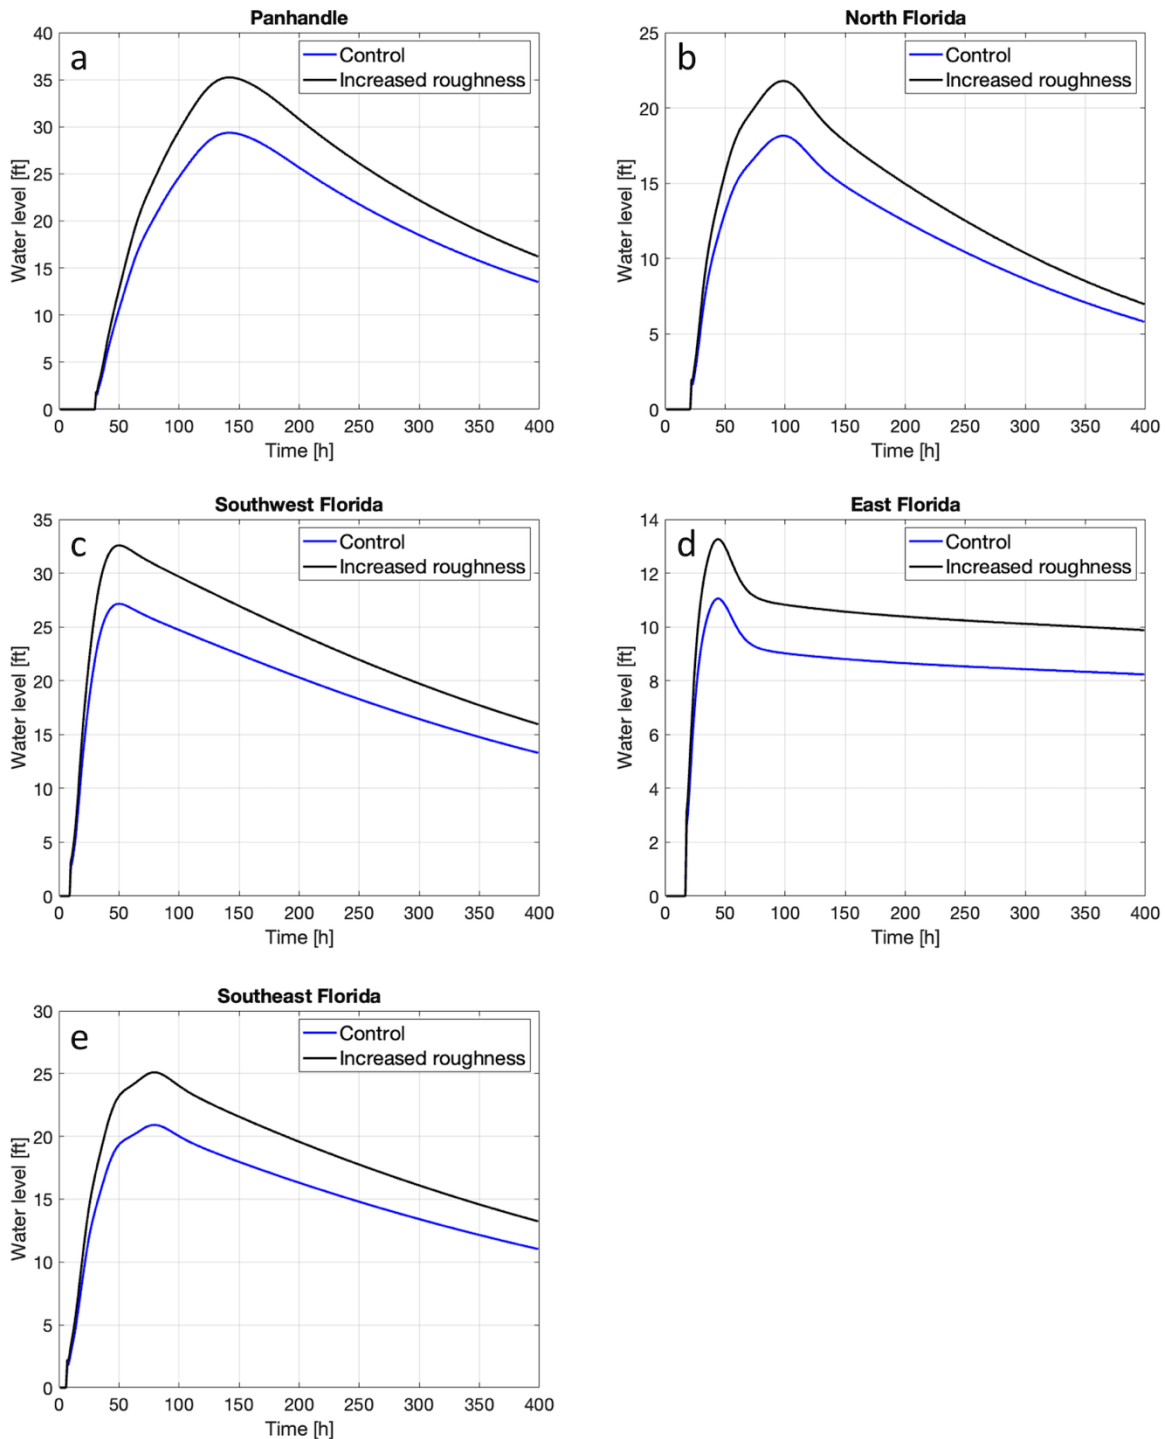 Panhandle
a
Control
Increased roughness
Water level [ft]
40
35
30
25
20
15
10
5
0
0 50 100 150 200 250 300 350 400
Time [h]
North Florida
b
Control
Increased roughness
Water level [ft]
25
20
15
10
5
0
0 50 100 150 200 250 300 350 400
Time [h]
Southwest Florida
c
Control
Increased roughness
Water level [ft]
35
30
25
20
15
10
5
0
0 50 100 150 200 250 300 350 400
Time [h]
East Florida
d
Control
Increased roughness
Water level [ft]
14
12
10
8
6
4
2
0
0 50 100 150 200 250 300 350 400
Time [h]
Southeast Florida
e
Control
Increased roughness
Water level [ft]
30
25
20
15
10
5
0
0 50 100 150 200 250 300 350 400
Time [h]